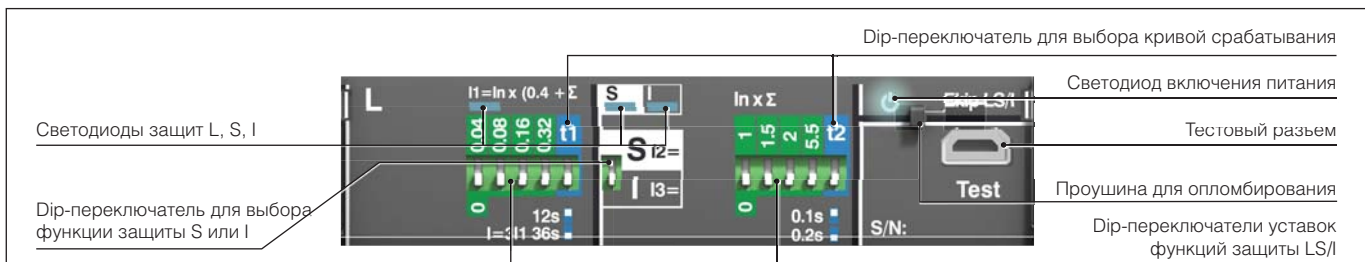 Dip-переключатель для выбора кривой срабатывания
Светодиод включения питания
Тестовый разъем
Проушина для опломбирования
Dip-переключатели уставок
функций защиты LS/I
Светодиоды защит L, S, I
Dip-переключатель для выбора
функции защиты S или I
L
I1=In x (0.4 + Σ
0.04
0.08
0.16
0.32
t1
0
12s
I=3I1 36s
S I
S I2=
I I3=
In x Σ
1
1.5
2
5.5
t2
0
0.1s
0.2s
Ekip LS/I
Test
S/N: